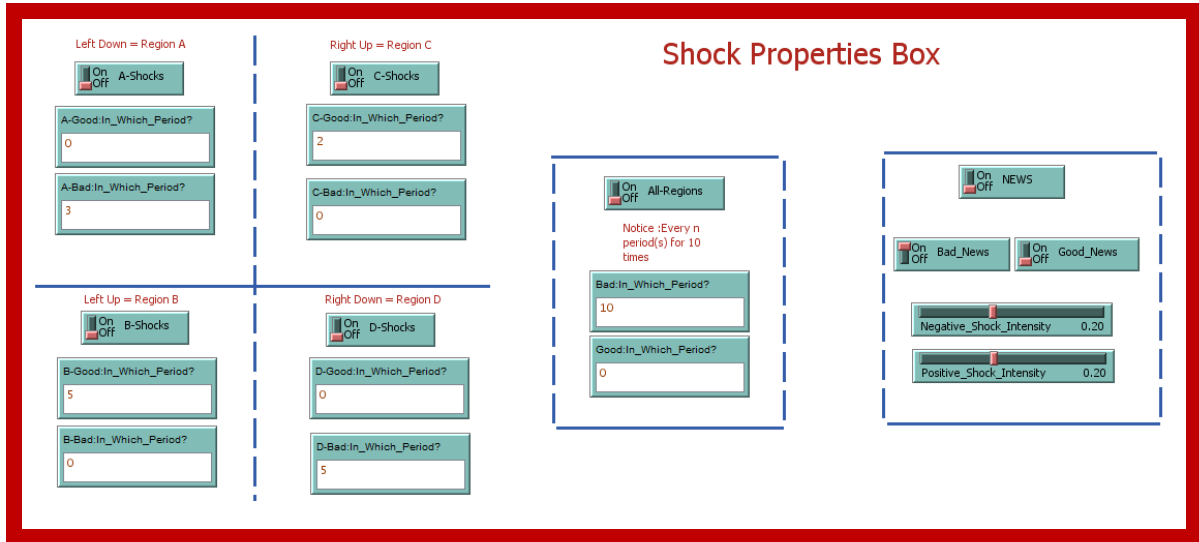 Shock Properties Box
Left Down = Region A
On
Off
A-Shocks
A-Good:In_Which_Period?
0
A-Bad:In_Which_Period?
3
Right Up = Region C
On
Off
C-Shocks
C-Good:In_Which_Period?
2
C-Bad:In_Which_Period?
0
Left Up = Region B
On
Off
B-Shocks
B-Good:In_Which_Period?
5
B-Bad:In_Which_Period?
0
Right Down = Region D
On
Off
D-Shocks
D-Good:In_Which_Period?
0
D-Bad:In_Which_Period?
5
On
Off
All-Regions
Notice :Every n
period(s) for 10
times
Bad:In_Which_Period?
10
Good:In_Which_Period?
0
On
Off
NEWS
On
Off
Bad_News
On
Off
Good_News
Negative_Shock_Intensity 0.20
Positive_Shock_Intensity 0.20